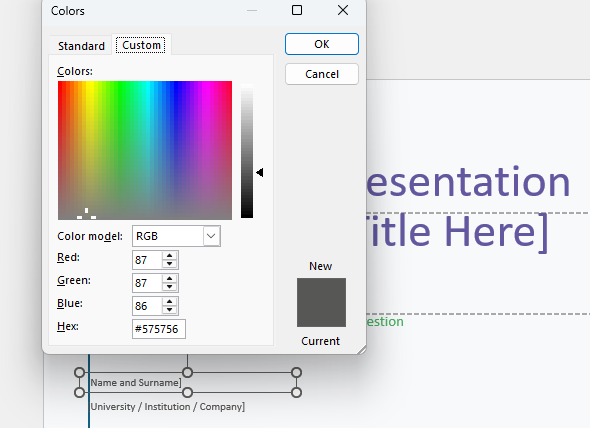 Colors
Standard
Custom
OK
Cancel
Colors:
Color model: RGB
Red: 87
Green: 87
Blue: 86
Hex: #575756
New
Current
esentation
Title Here]
estion
Name and Surname]
University / Institution / Company]